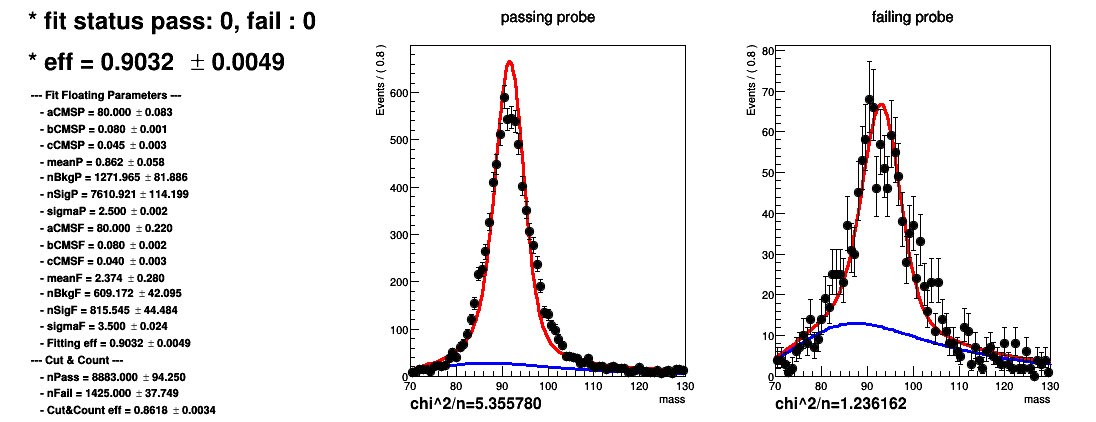 * fit status pass: 0, fail : 0
* eff = 0.9032 ± 0.0049
--- Fit Floating Parameters ---
- aCMSP = 80.000 ± 0.083
- bCMSP = 0.080 ± 0.001
- cCMSP = 0.045 ± 0.003
- meanP = 0.862 ± 0.058
- nBkgP = 1271.965 ± 81.886
- nSigP = 7610.921 ± 114.199
- sigmaP = 2.500 ± 0.002
- aCMSF = 80.000 ± 0.220
- bCMSF = 0.080 ± 0.002
- cCMSF = 0.040 ± 0.003
- meanF = 2.374 ± 0.280
- nBkgF = 609.172 ± 42.095
- nSigF = 815.545 ± 44.484
- sigmaF = 3.500 ± 0.024
- Fitting eff = 0.9032 ± 0.0049
--- Cut & Count ---
- nPass = 8883.000 ± 94.250
- nFail = 1425.000 ± 37.749
- Cut&Count eff = 0.8618 ± 0.0034
passing probe
Events / ( 0.8 )
600
500
400
300
200
100
0
70 80 90 100 110 120 130
mass
chi^2/n=5.355780
failing probe
Events / ( 0.8 )
80
70
60
50
40
30
20
10
0
70 80 90 100 110 120 130
mass
chi^2/n=1.236162